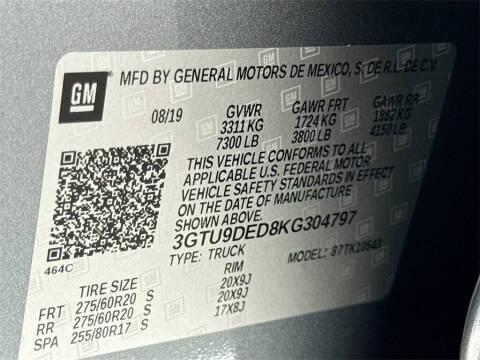 GM
MFD BY GENERAL MOTORS DE MEXICO, S. DE R.L. DE C.V.
08/19 GVWR GAWR FRT GAWR RR
3311 KG 1724 KG 1882 KG
7300 LB 3800 LB 4150 LB
THIS VEHICLE CONFORMS TO ALL
APPLICABLE U.S. FEDERAL MOTOR
VEHICLE SAFETY STANDARDS IN EFFECT
ON THE DATE OF MANUFACTURE
3GTU9DED8KG304797
464C TYPE: TRUCK MODEL: 87TK10543
TIRE SIZE RIM
FRT 275/60R20 S 20X9J
RR 275/60R20 S 20X9J
SPA 255/80R17 S 17X8J